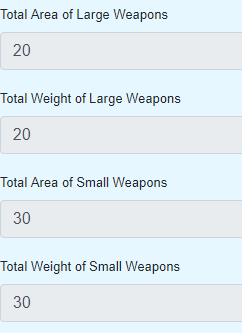 Total Area of Large Weapons
20
Total Weight of Large Weapons
20
Total Area of Small Weapons
30
Total Weight of Small Weapons
30